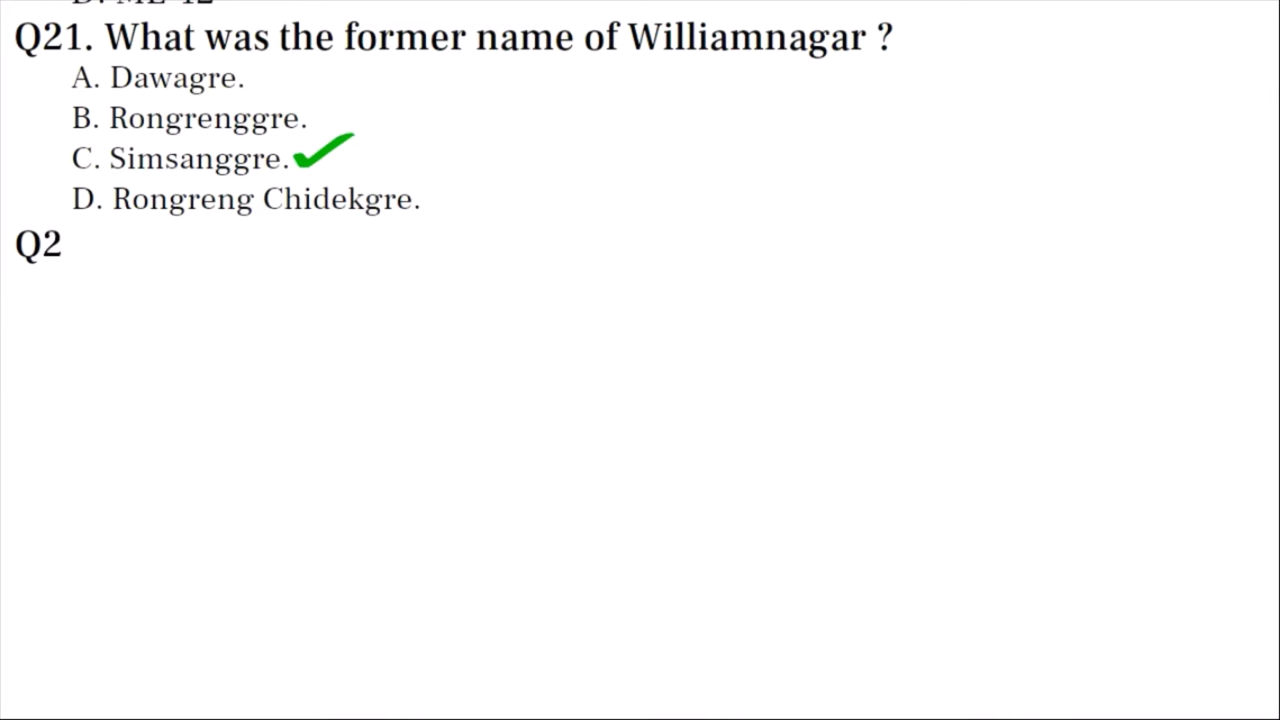 Q21. What was the former name of Williamnagar ?
A. Dawagre.
B. Rongrenggre.
C. Simsanggre.
D. Rongreng Chidekgre.
Q2